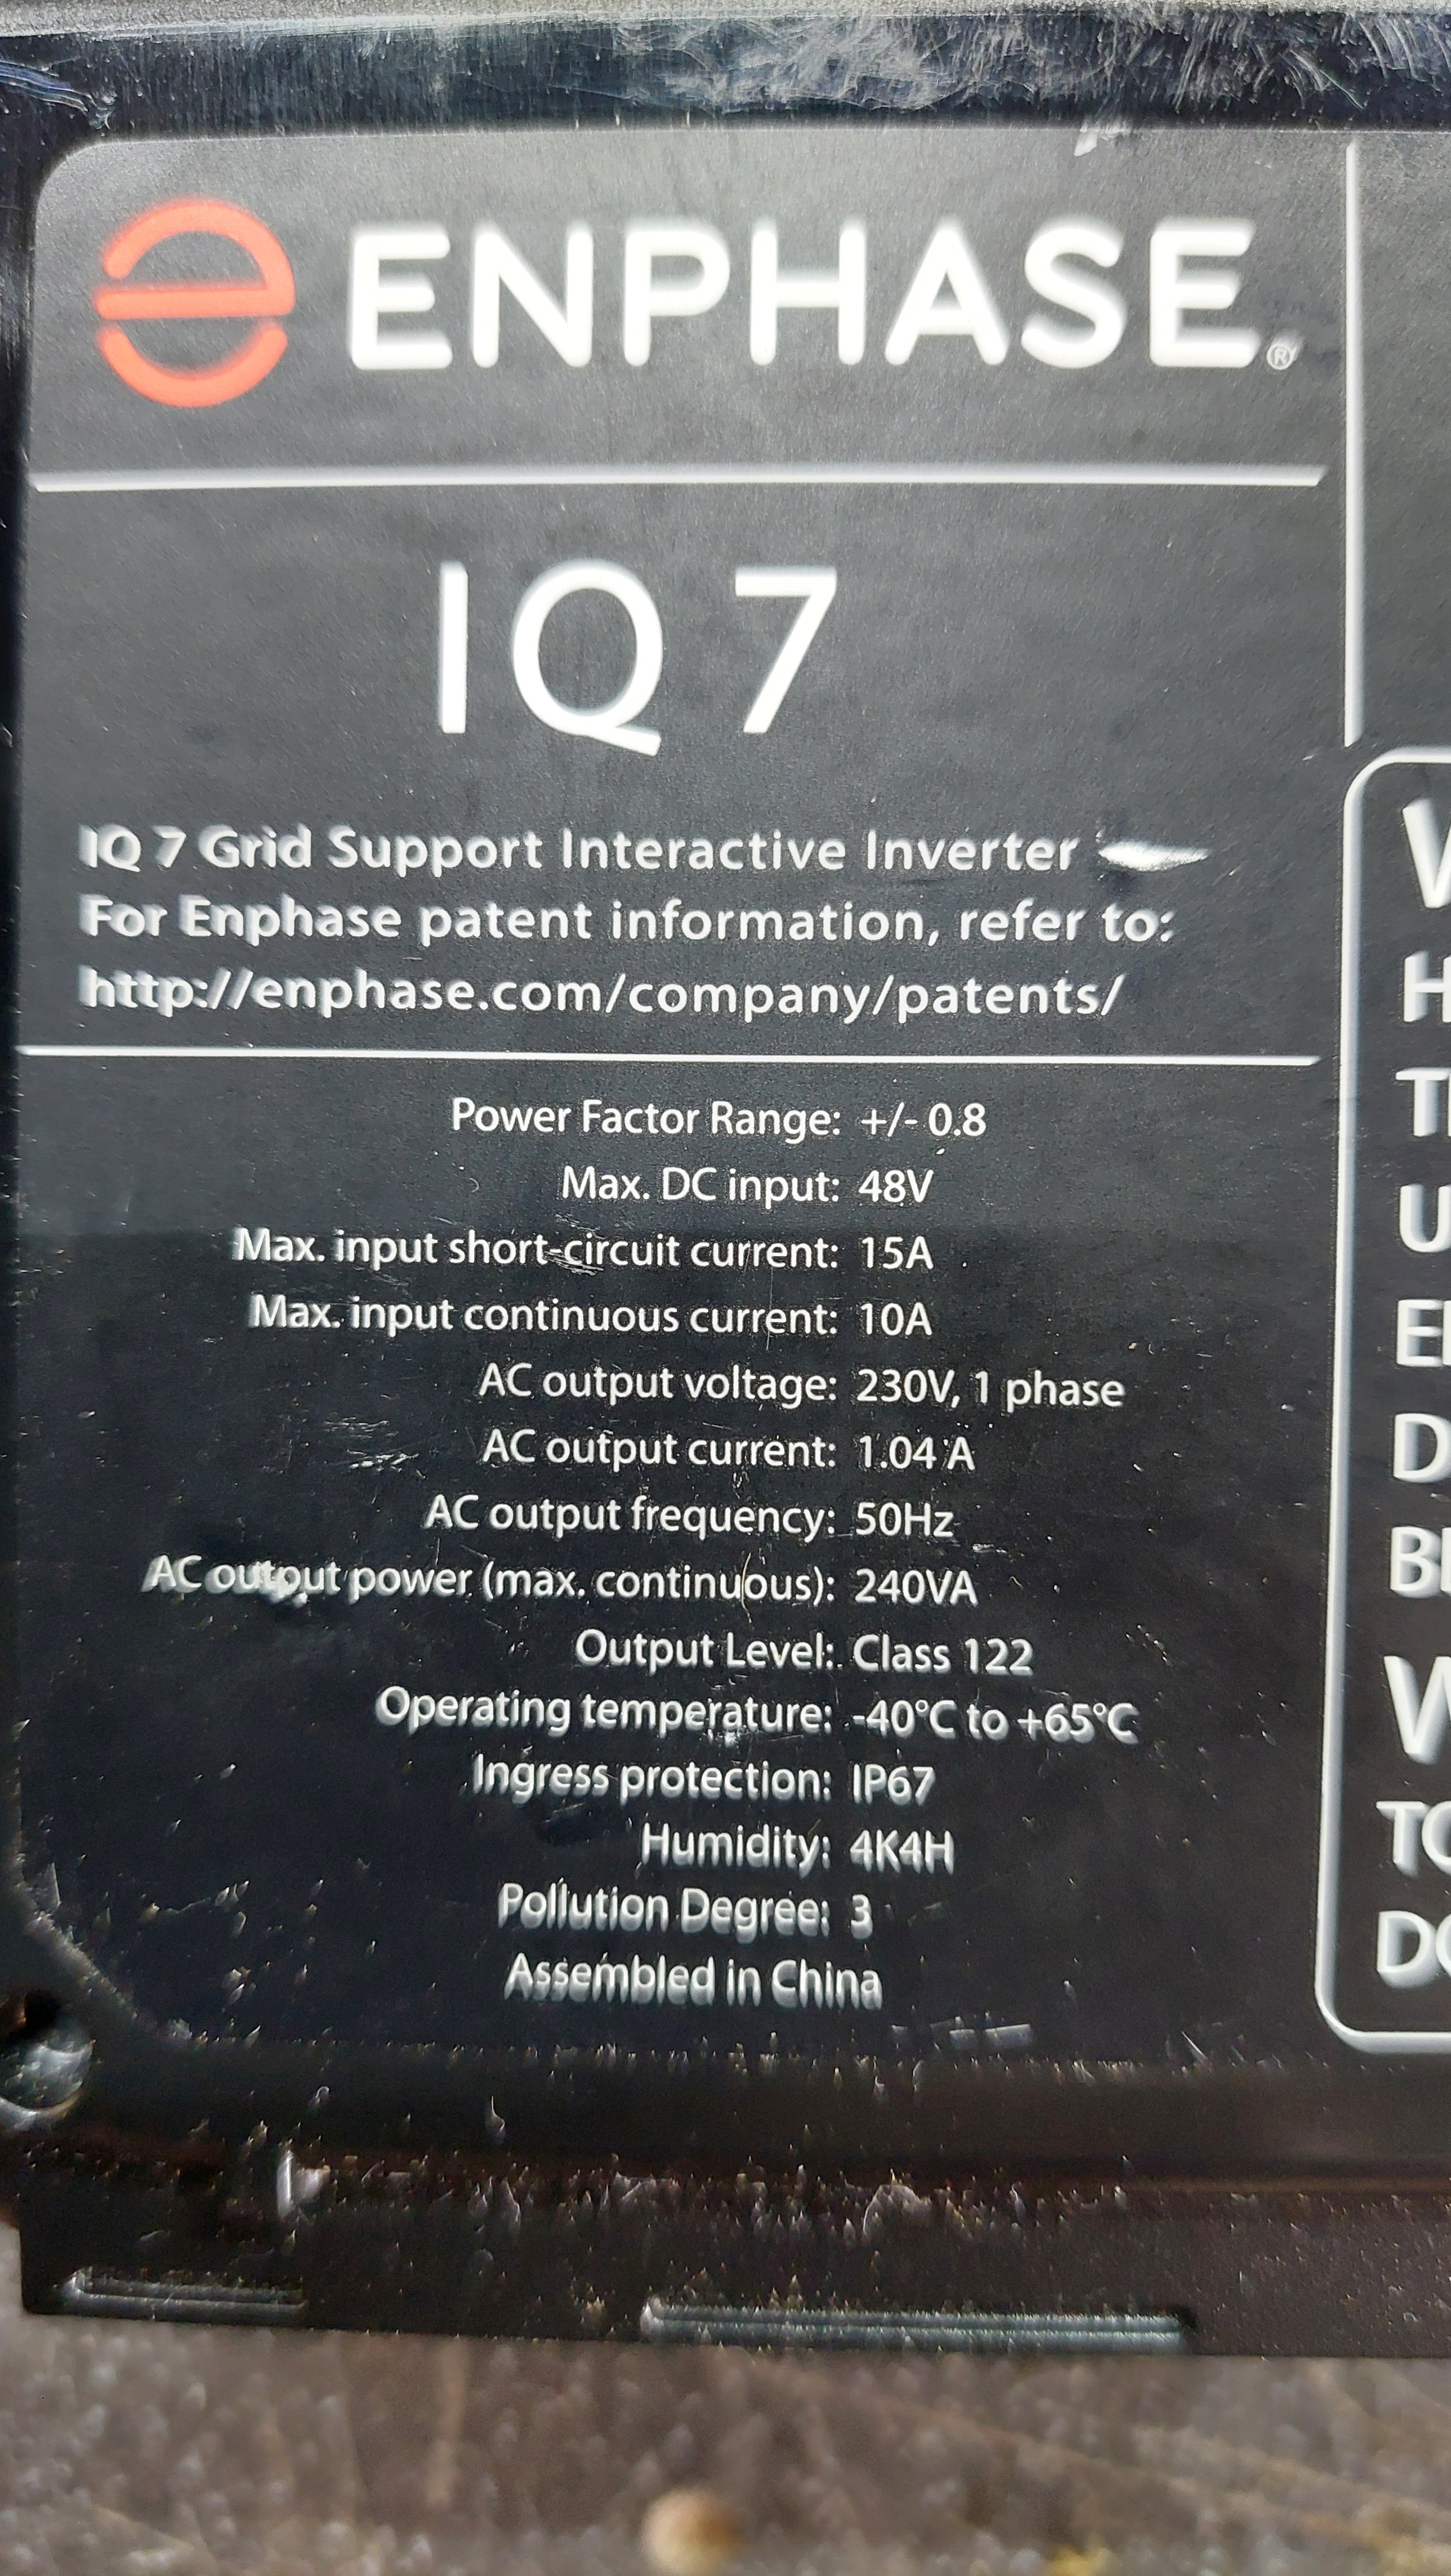 ENPHASE®
IQ 7
IQ 7 Grid Support Interactive Inverter
For Enphase patent information, refer to:
http://enphase.com/company/patents/
Power Factor Range: +/- 0.8
Max. DC input: 48V
Max. input short-circuit current: 15A
Max. input continuous current: 10A
AC output voltage: 230V, 1 phase
AC output current: 1.04 A
AC output frequency: 50Hz
AC output power (max. continuous): 240VA
Output Level: Class 122
Operating temperature: -40°C to +65°C
Ingress protection: IP67
Humidity: 4K4H
Pollution Degree: 3
Assembled in China